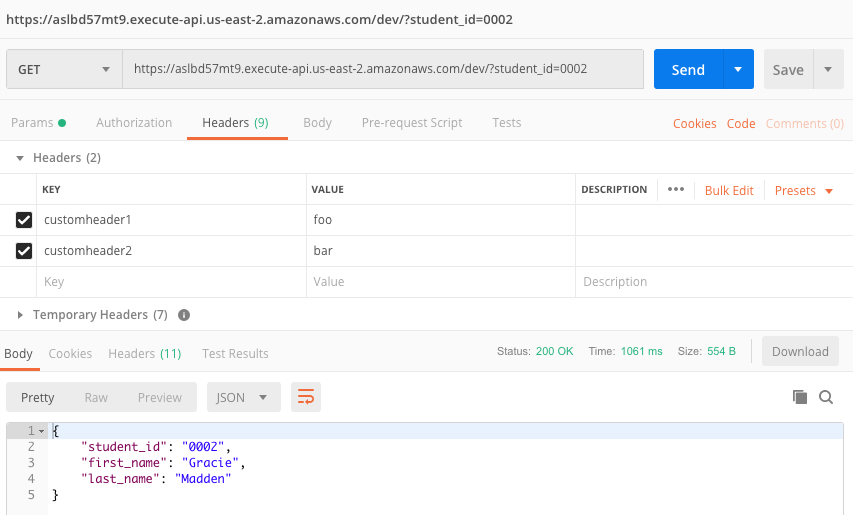 https://aslbd57mt9.execute-api.us-east-2.amazonaws.com/dev/?student_id=0002
GET https://aslbd57mt9.execute-api.us-east-2.amazonaws.com/dev/?student_id=0002 Send Save
Params Authorization Headers (9) Body Pre-request Script Tests Cookies Code Comments (0)
Headers (2)
KEY VALUE DESCRIPTION ••• Bulk Edit Presets
customheader1 foo
customheader2 bar
Key Value Description
Temporary Headers (7) i
Body Cookies Headers (11) Test Results Status: 200 OK Time: 1061 ms Size: 554 B Download
Pretty Raw Preview JSON
1 {
2 "student_id": "0002",
3 "first_name": "Gracie",
4 "last_name": "Madden"
5 }